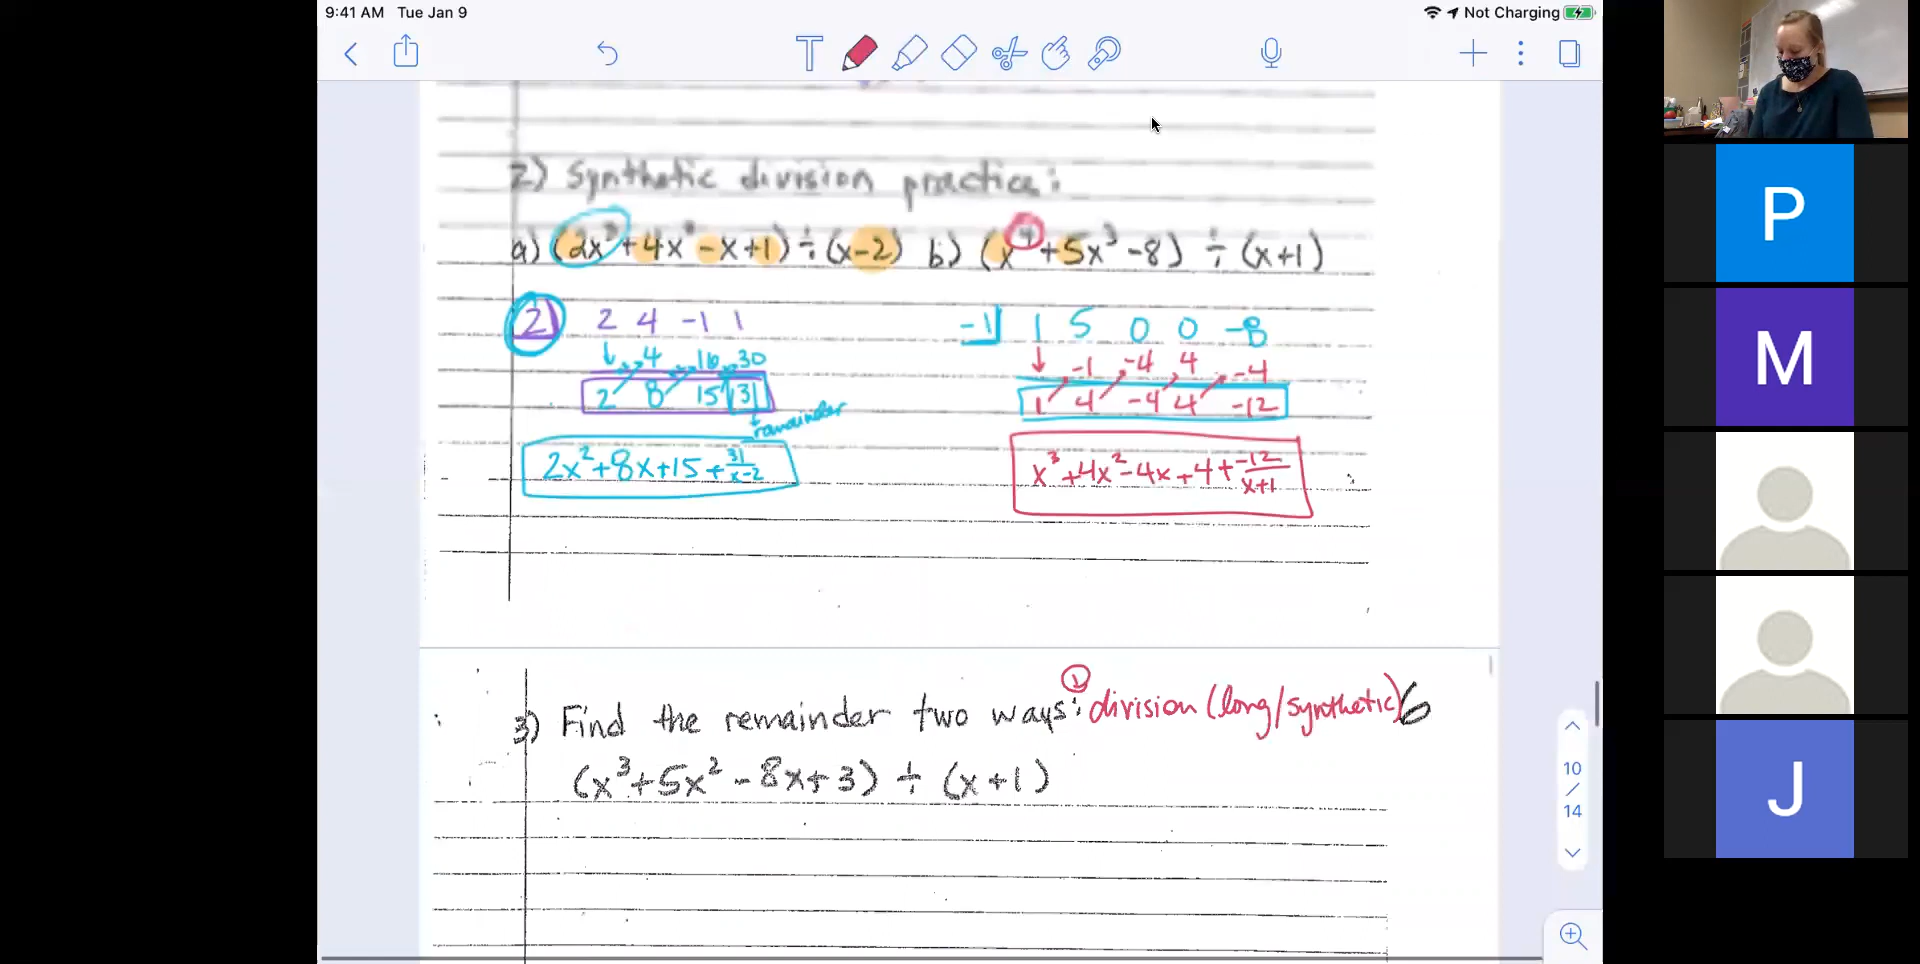 9:41 AM Tue Jan 9
Not Charging
2) Synthetic division practice:
a) (2x³+4x²-x+1) ÷ (x-2) b) (x⁴+5x³-8) ÷ (x+1)
2 2 4 -1 1
4 16 30
2 8 15 31
remainder
2x²+8x+15+31/x-2
-1 1 5 0 0 -8
-1 -4 4 -4
1 4 -4 4 -12
x³+4x²-4x+4+-12/x+1
3) Find the remainder two ways: ① division (long/synthetic) 6
(x³+5x²-8x+3) ÷ (x+1)
10
/
14
P
M
J